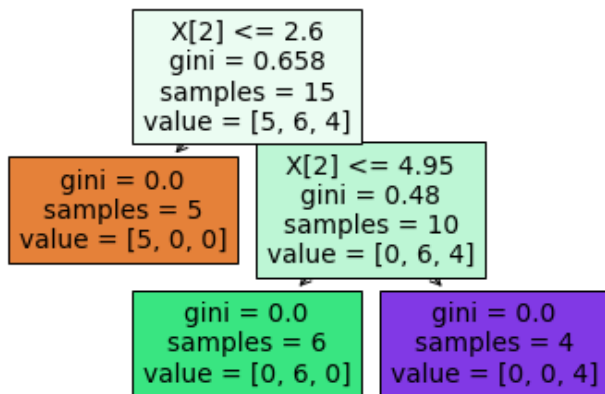 X[2] <= 2.6
gini = 0.658
samples = 15
value = [5, 6, 4]
gini = 0.0
samples = 5
value = [5, 0, 0]
X[2] <= 4.95
gini = 0.48
samples = 10
value = [0, 6, 4]
gini = 0.0
samples = 6
value = [0, 6, 0]
gini = 0.0
samples = 4
value = [0, 0, 4]